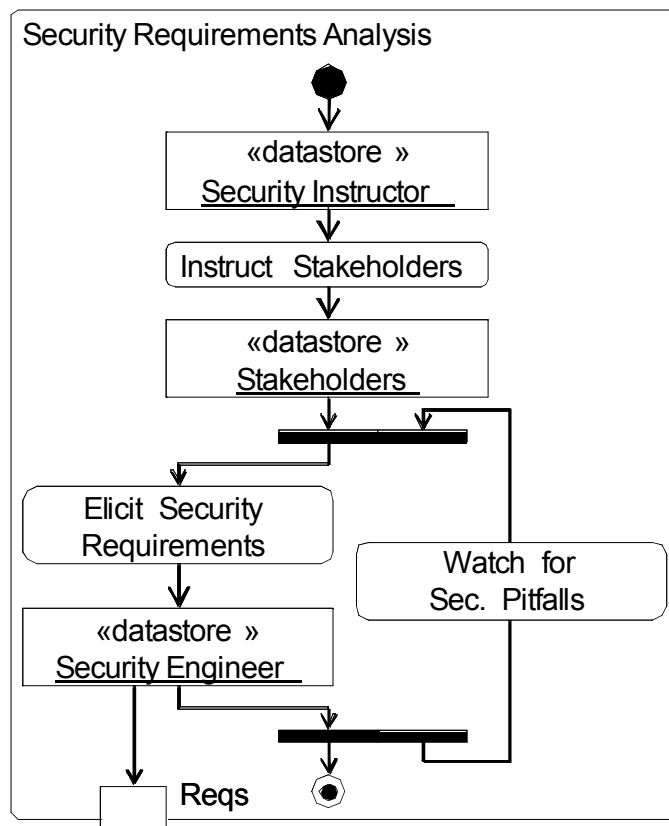 Security Requirements Analysis
«datastore »
Security Instructor
Instruct Stakeholders
«datastore »
Stakeholders
Elicit Security
Requirements
Watch for
Sec. Pitfalls
«datastore »
Security Engineer
Reqs